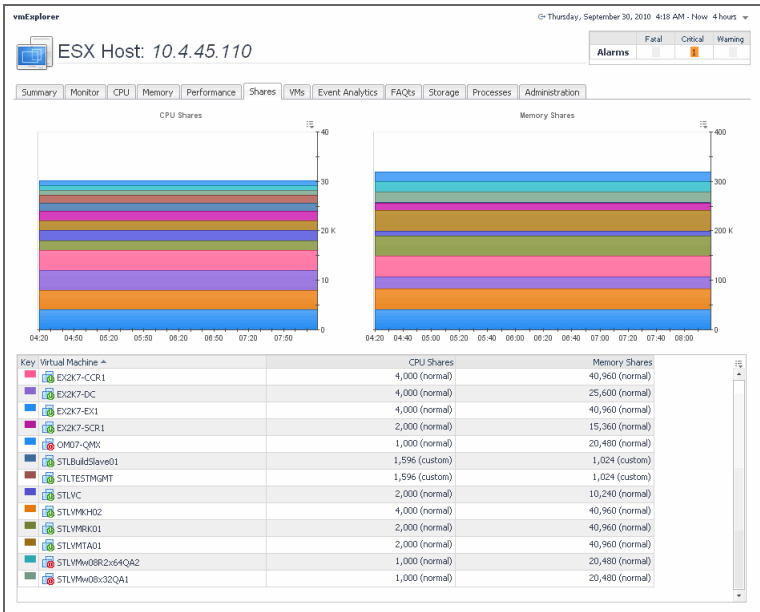 vmExplorer
Thursday, September 30, 2010 4:18 AM - Now 4 hours
ESX Host: 10.4.45.110
Fatal Critical Warning
Alarms 1
Summary Monitor CPU Memory Performance Shares VMs Event Analytics FAQts Storage Processes Administration
CPU Shares
40
30
20 K
10
0
04:20 04:50 05:20 05:50 06:20 06:50 07:20 07:50
Memory Shares
400
300
200 K
100
0
04:20 04:40 05:00 05:20 05:40 06:00 06:20 06:40 07:00 07:20 07:40 08:00
Key Virtual Machine CPU Shares Memory Shares
EX2K7-CCR1 4,000 (normal) 40,960 (normal)
EX2K7-DC 4,000 (normal) 25,600 (normal)
EX2K7-EX1 4,000 (normal) 40,960 (normal)
EX2K7-SCR1 2,000 (normal) 15,360 (normal)
OM07-QMX 1,000 (normal) 20,480 (normal)
STLBuildSlave01 1,596 (custom) 1,024 (custom)
STLTESTMGMT 1,596 (custom) 1,024 (custom)
STLVC 2,000 (normal) 10,240 (normal)
STLVMKH02 4,000 (normal) 40,960 (normal)
STLVMRK01 2,000 (normal) 40,960 (normal)
STLVMTA01 2,000 (normal) 40,960 (normal)
STLVMw08R2x64QA2 1,000 (normal) 20,480 (normal)
STLVMw08x32QA1 1,000 (normal) 20,480 (normal)